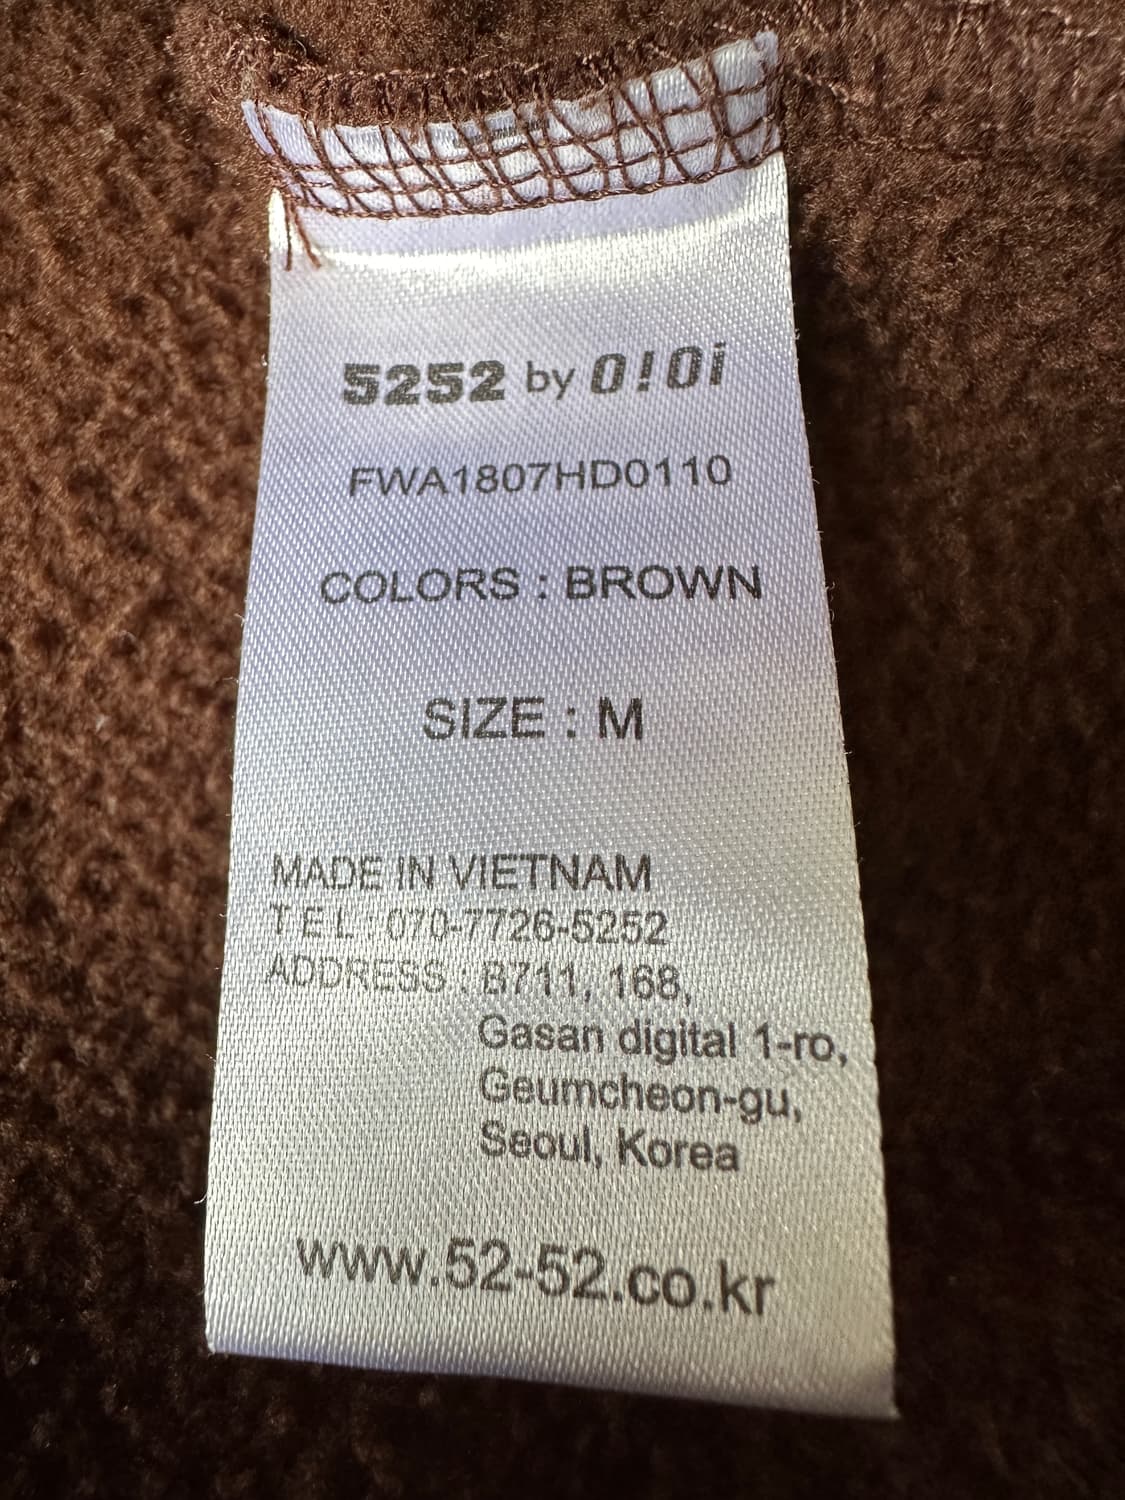 5252 by O!Oi
FWA1807HD0110
COLORS : BROWN
SIZE : M
MADE IN VIETNAM
TEL : 070-7726-5252
ADDRESS : B711, 168,
Gasan digital 1-ro,
Geumcheon-gu,
Seoul, Korea
www.52-52.co.kr